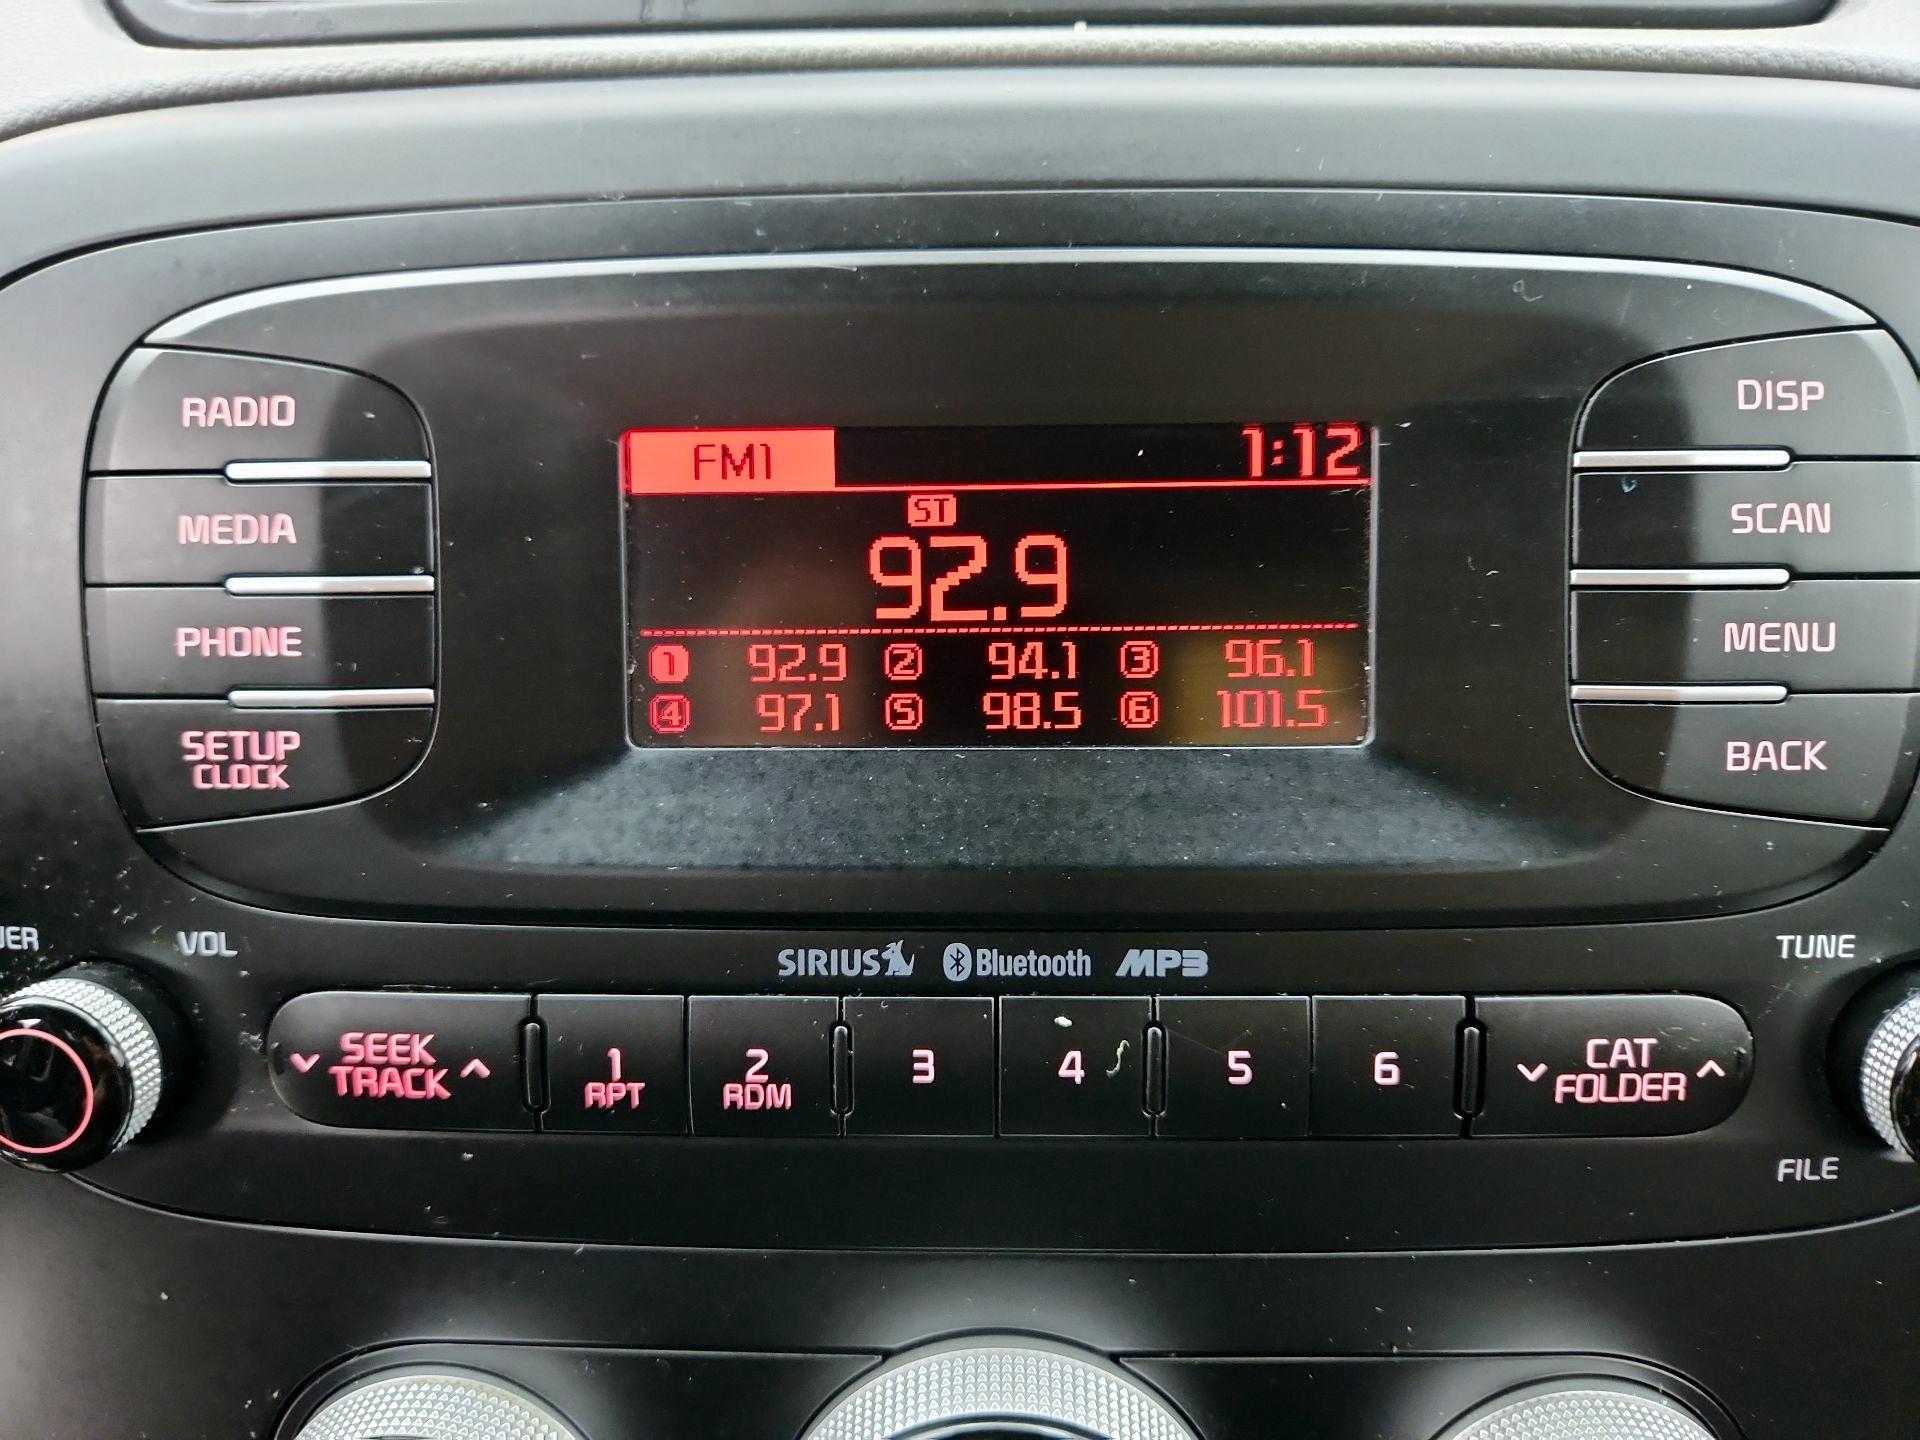 RADIO
MEDIA
PHONE
SETUP
CLOCK
FM1 1:12
ST
92.9
1 92.9 2 94.1 3 96.1
4 97.1 5 98.5 6 101.5
DISP
SCAN
MENU
BACK
VOL
SIRIUS Bluetooth MP3
TUNE
SEEK
TRACK
1
RPT
2
RDM
3
4
5
6
CAT
FOLDER
FILE